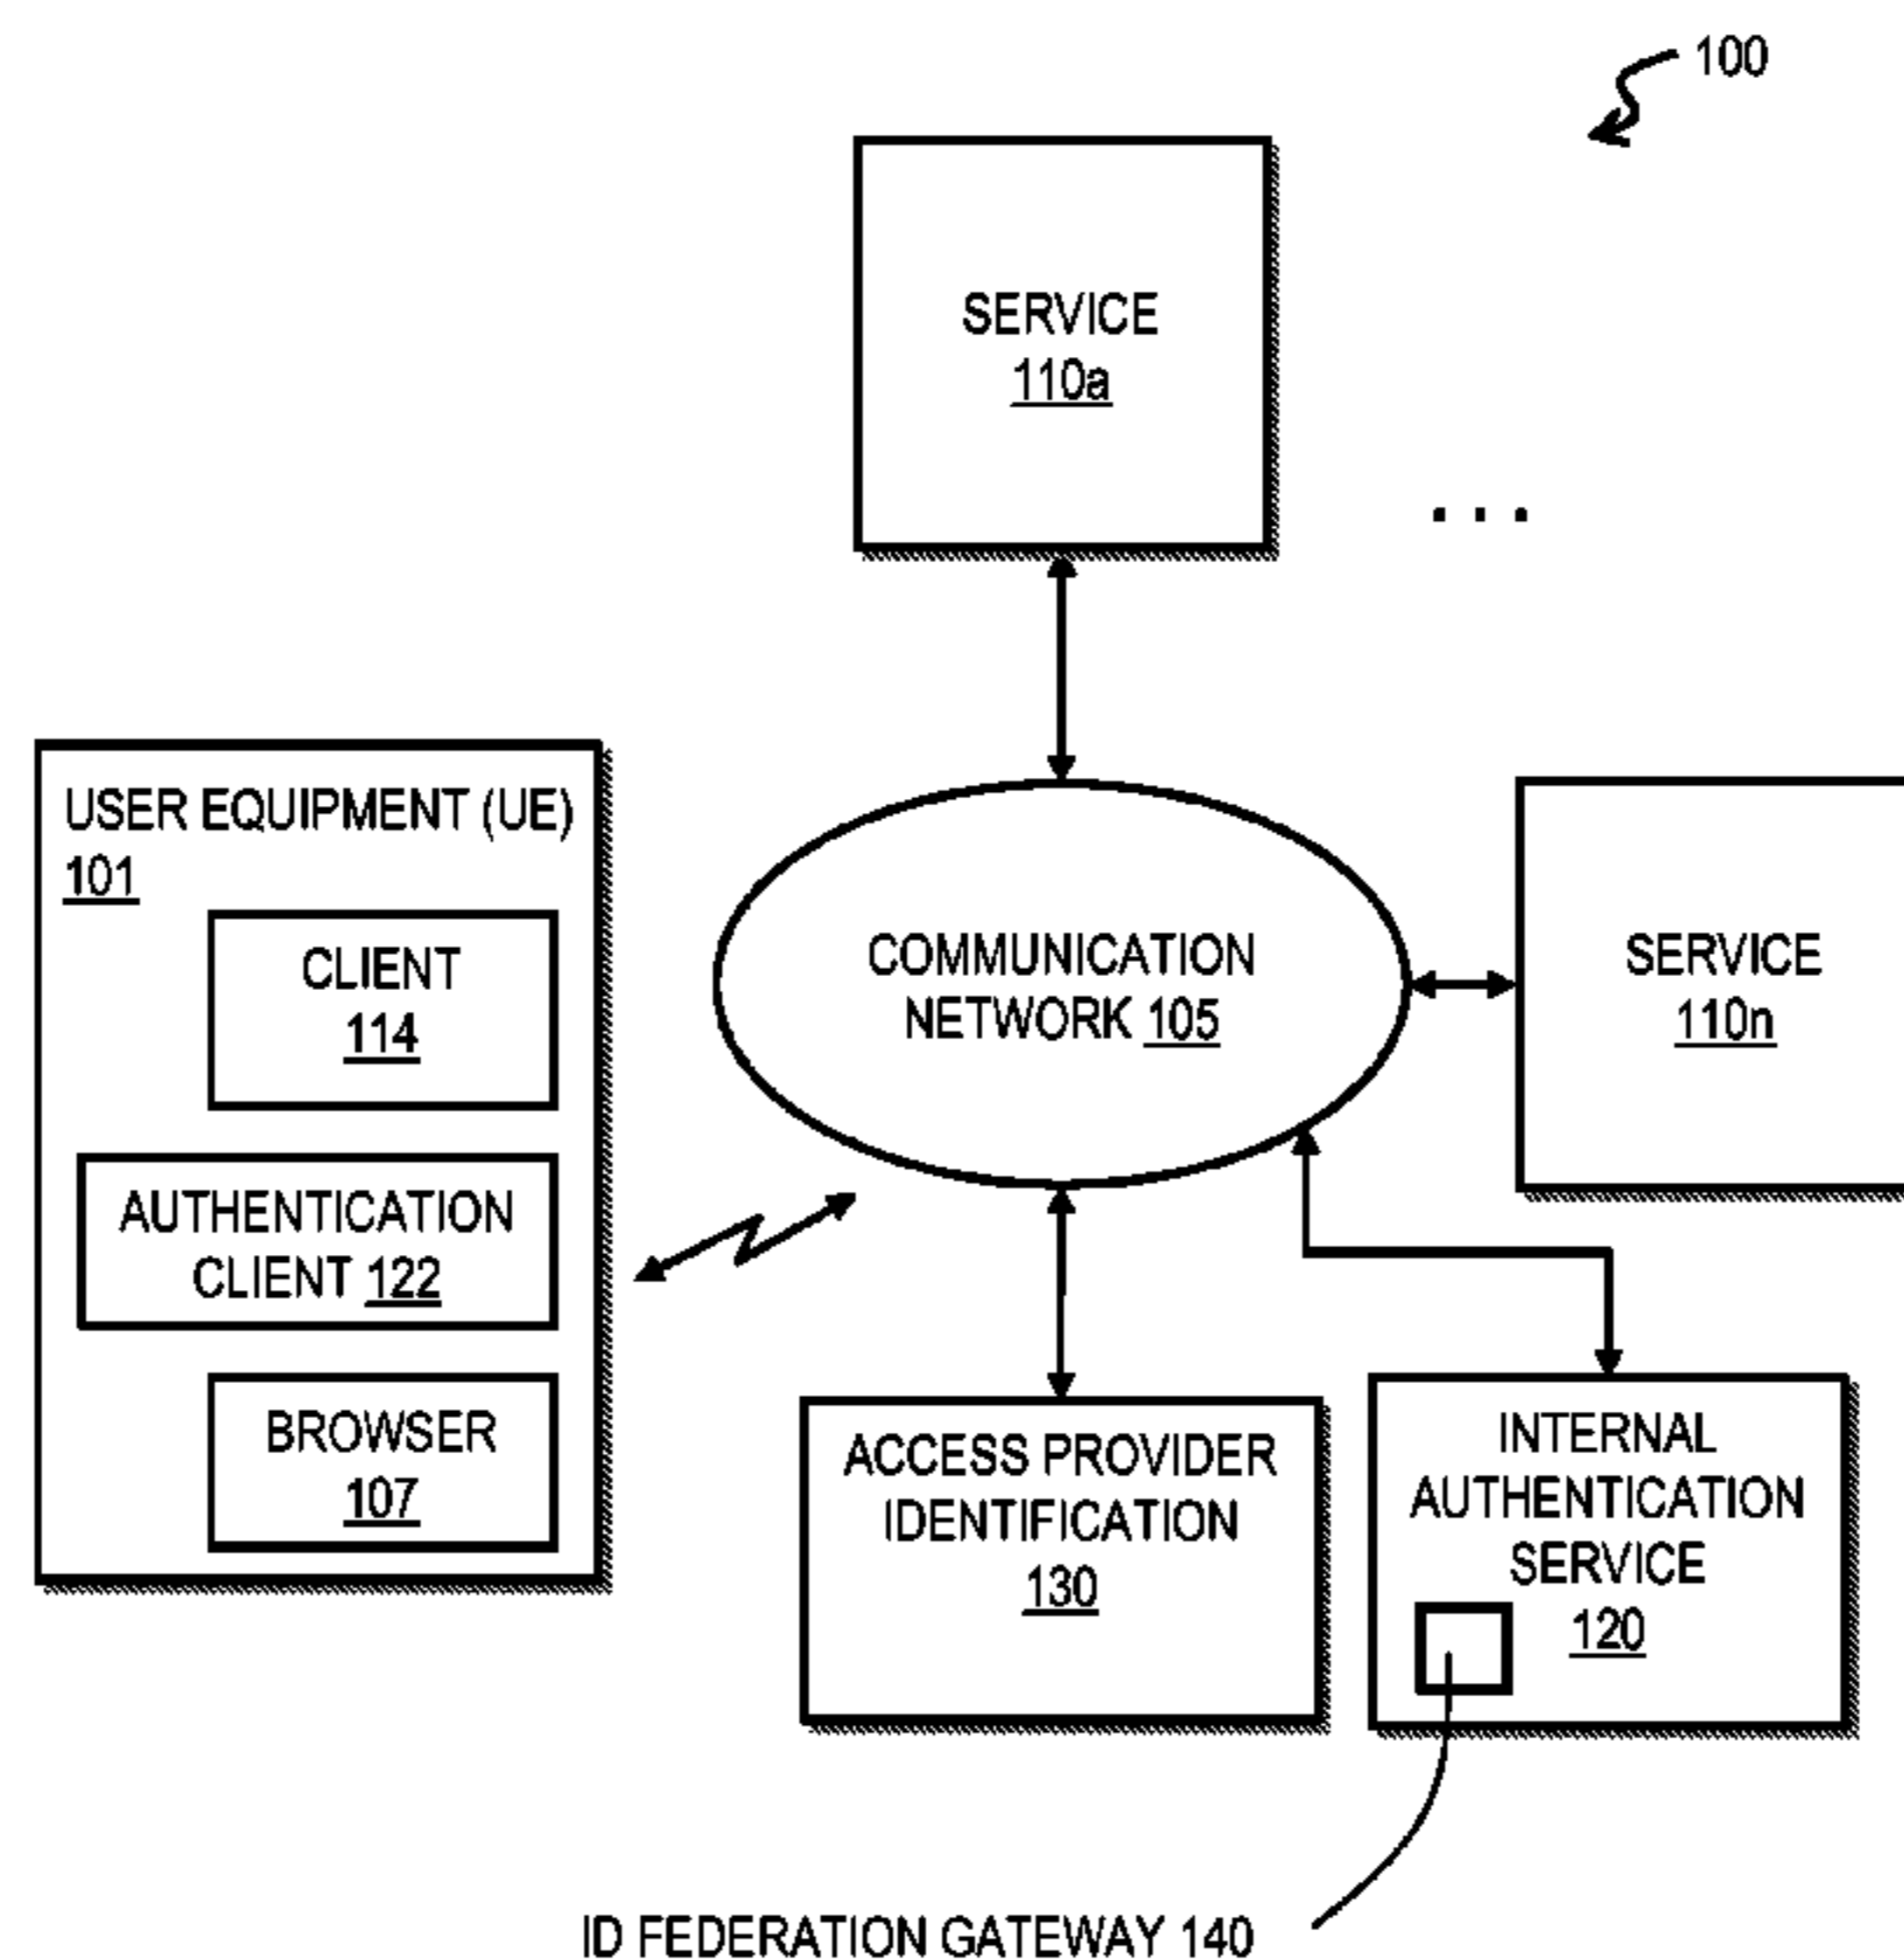 100
SERVICE
110a
. . .
USER EQUIPMENT (UE)
101
CLIENT
114
AUTHENTICATION
CLIENT 122
BROWSER
107
COMMUNICATION
NETWORK 105
SERVICE
110n
ACCESS PROVIDER
IDENTIFICATION
130
INTERNAL
AUTHENTICATION
SERVICE
120
ID FEDERATION GATEWAY 140